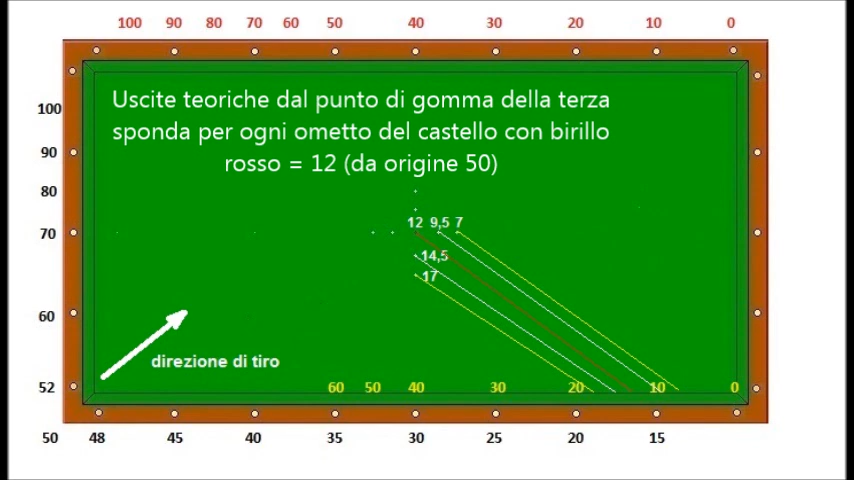 100 90 80 70 60 50 40 30 20 10 0
Uscite teoriche dal punto di gomma della terza
sponda per ogni ometto del castello con birillo
rosso = 12 (da origine 50)
100
90
80
70
60
52
12 9,5 7
14,5
17
direzione di tiro
60 50 40 30 20 10 0
50 48 45 40 35 30 25 20 15